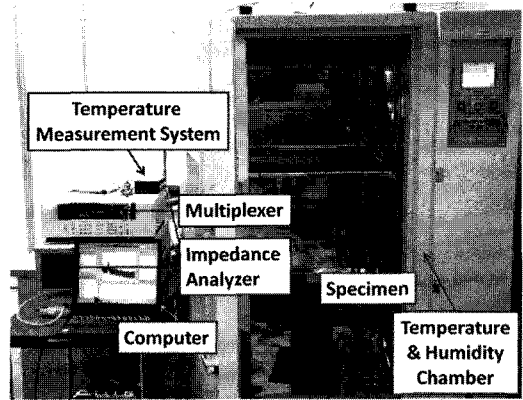 Temperature
Measurement System
Multiplexer
Impedance
Analyzer
Specimen
Computer
Temperature
& Humidity
Chamber